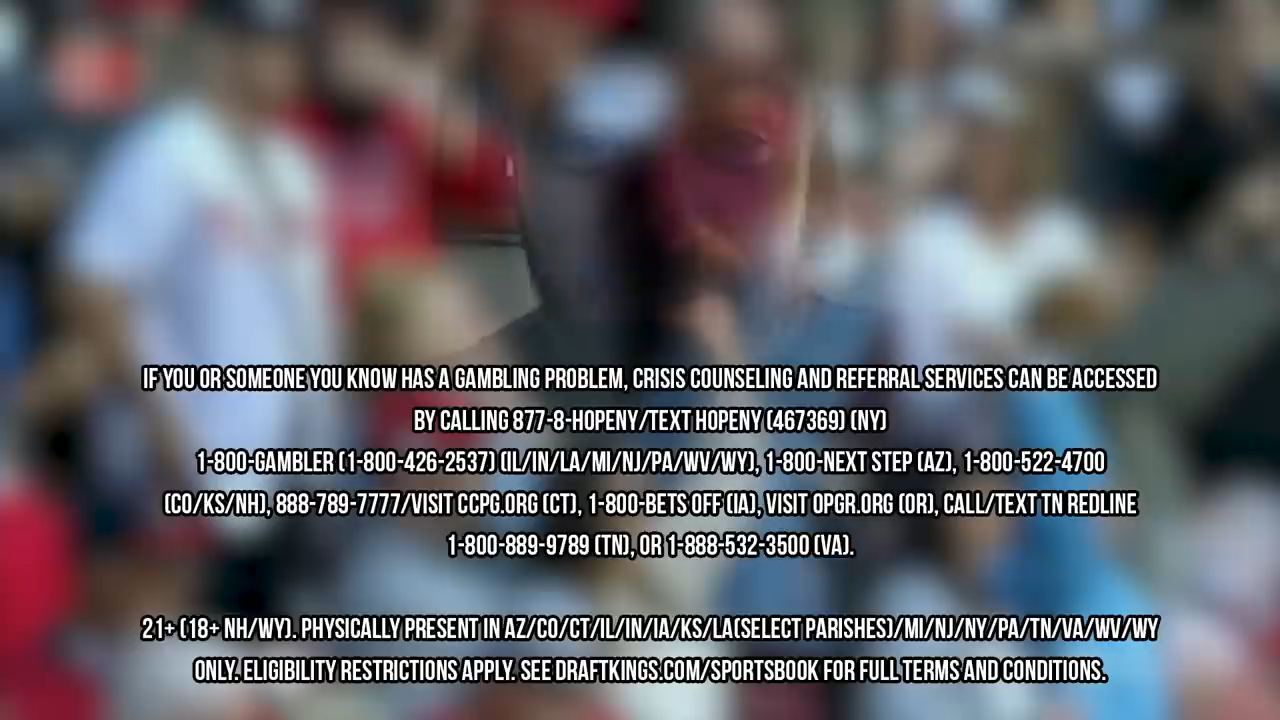 IF YOU OR SOMEONE YOU KNOW HAS A GAMBLING PROBLEM, CRISIS COUNSELING AND REFERRAL SERVICES CAN BE ACCESSED
BY CALLING 877-8-HOPENY/TEXT HOPENY (467369) (NY)
1-800-GAMBLER (1-800-426-2537) (IL/IN/LA/MI/NJ/PA/WV/WY), 1-800-NEXT STEP (AZ), 1-800-522-4700
(CO/KS/NH), 888-789-7777/VISIT CCPG.ORG (CT), 1-800-BETS OFF (IA), VISIT OPGR.ORG (OR), CALL/TEXT TN REDLINE
1-800-889-9789 (TN), OR 1-888-532-3500 (VA).
21+ (18+ NH/WY). PHYSICALLY PRESENT IN AZ/CO/CT/IL/IN/IA/KS/LA(SELECT PARISHES)/MI/NJ/NY/PA/TN/VA/WV/WY
ONLY. ELIGIBILITY RESTRICTIONS APPLY. SEE DRAFTKINGS.COM/SPORTSBOOK FOR FULL TERMS AND CONDITIONS.